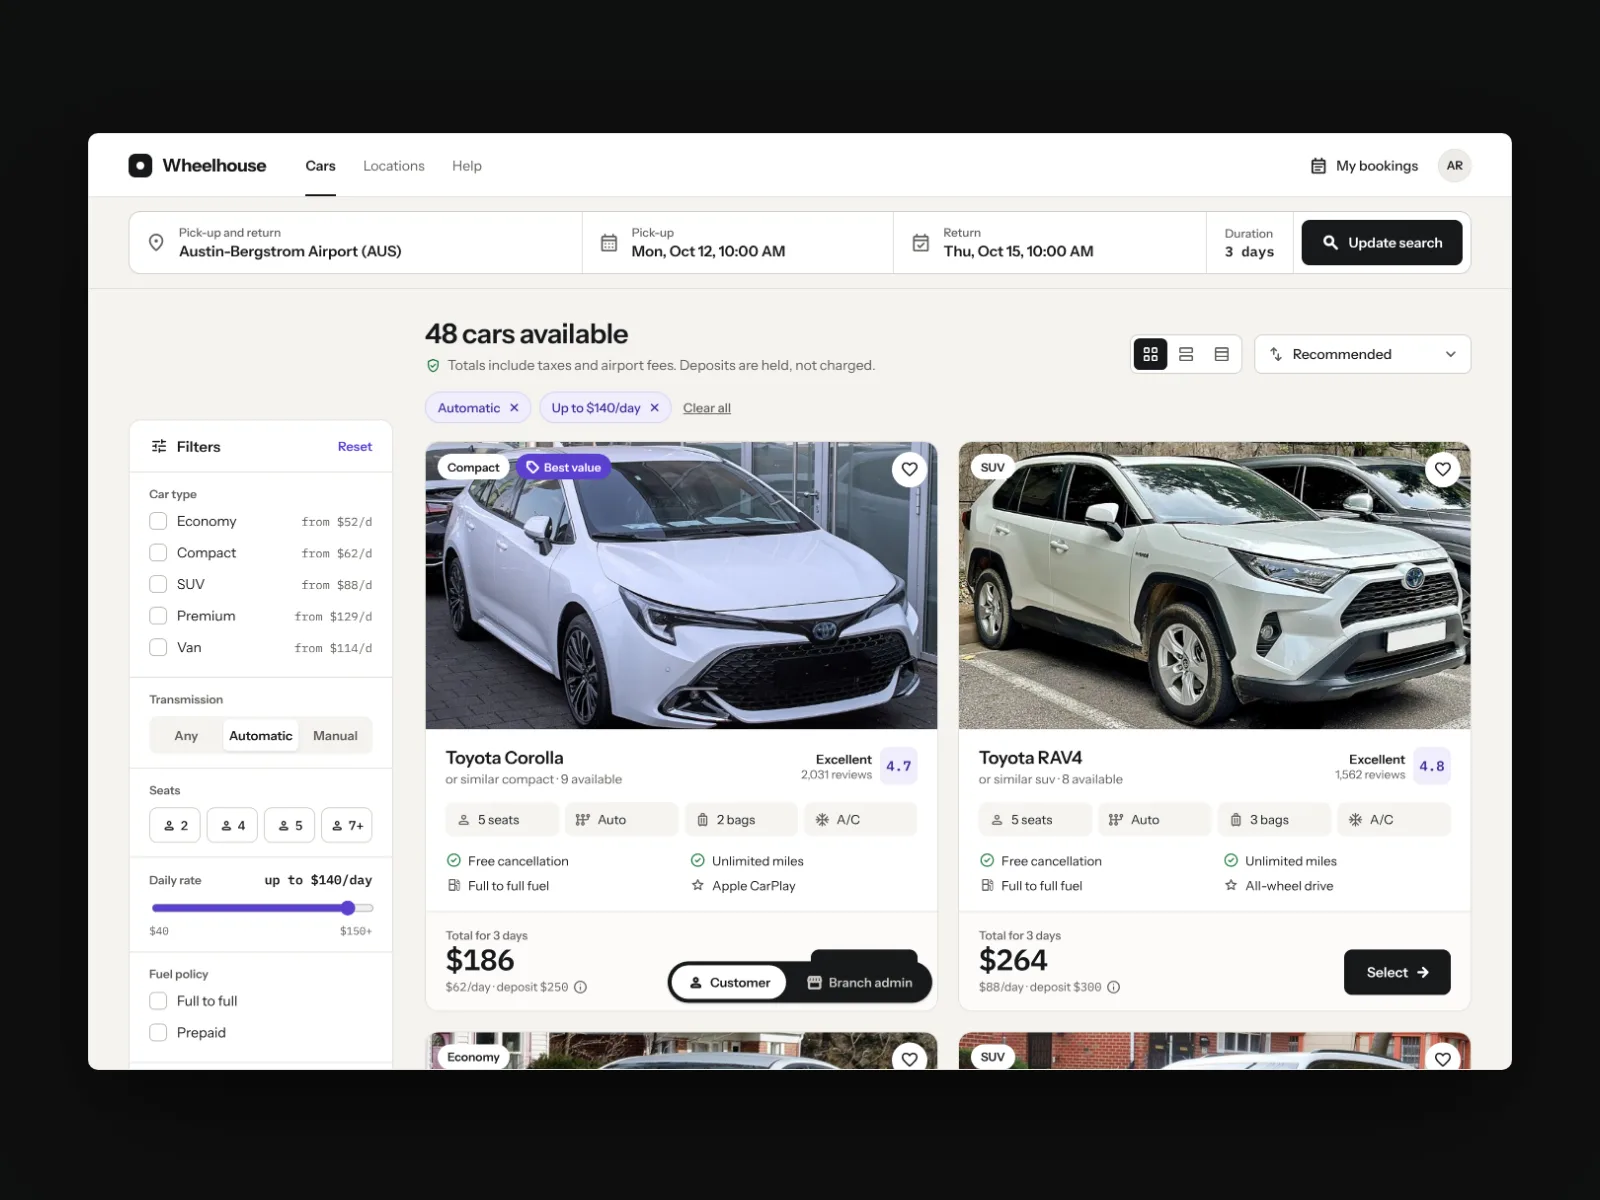 Wheelhouse
Cars
Locations
Help
My bookings
AR
Pick-up and return
Austin-Bergstrom Airport (AUS)
Pick-up
Mon, Oct 12, 10:00 AM
Return
Thu, Oct 15, 10:00 AM
Duration
3 days
Update search
48 cars available
Totals include taxes and airport fees. Deposits are held, not charged.
Recommended
Automatic
Up to $140/day
Clear all
Filters
Reset
Car type
Economy from $52/d
Compact from $62/d
SUV from $88/d
Premium from $129/d
Van from $114/d
Transmission
Any Automatic Manual
Seats
2 4 5 7+
Daily rate up to $140/day
$40 $150+
Fuel policy
Full to full
Prepaid
Compact
Best value
Toyota Corolla
or similar compact · 9 available
Excellent
2,031 reviews
4.7
5 seats
Auto
2 bags
A/C
Free cancellation
Unlimited miles
Full to full fuel
Apple CarPlay
Total for 3 days
$186
$62/day · deposit $250
Customer
Branch admin
SUV
Toyota RAV4
or similar suv · 8 available
Excellent
1,562 reviews
4.8
5 seats
Auto
3 bags
A/C
Free cancellation
Unlimited miles
Full to full fuel
All-wheel drive
Total for 3 days
$264
$88/day · deposit $300
Select
Economy
SUV